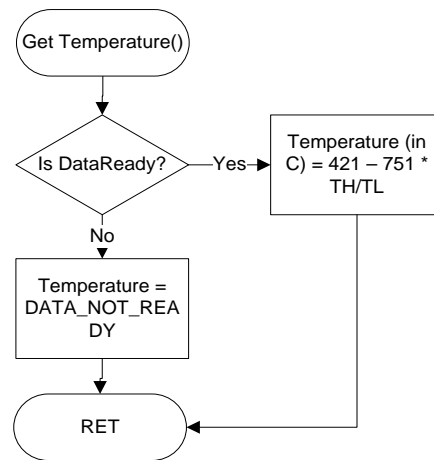 Get Temperature()
Is DataReady?
Yes
Temperature (in
C) = 421 – 751 *
TH/TL
No
Temperature =
DATA_NOT_REA
DY
RET